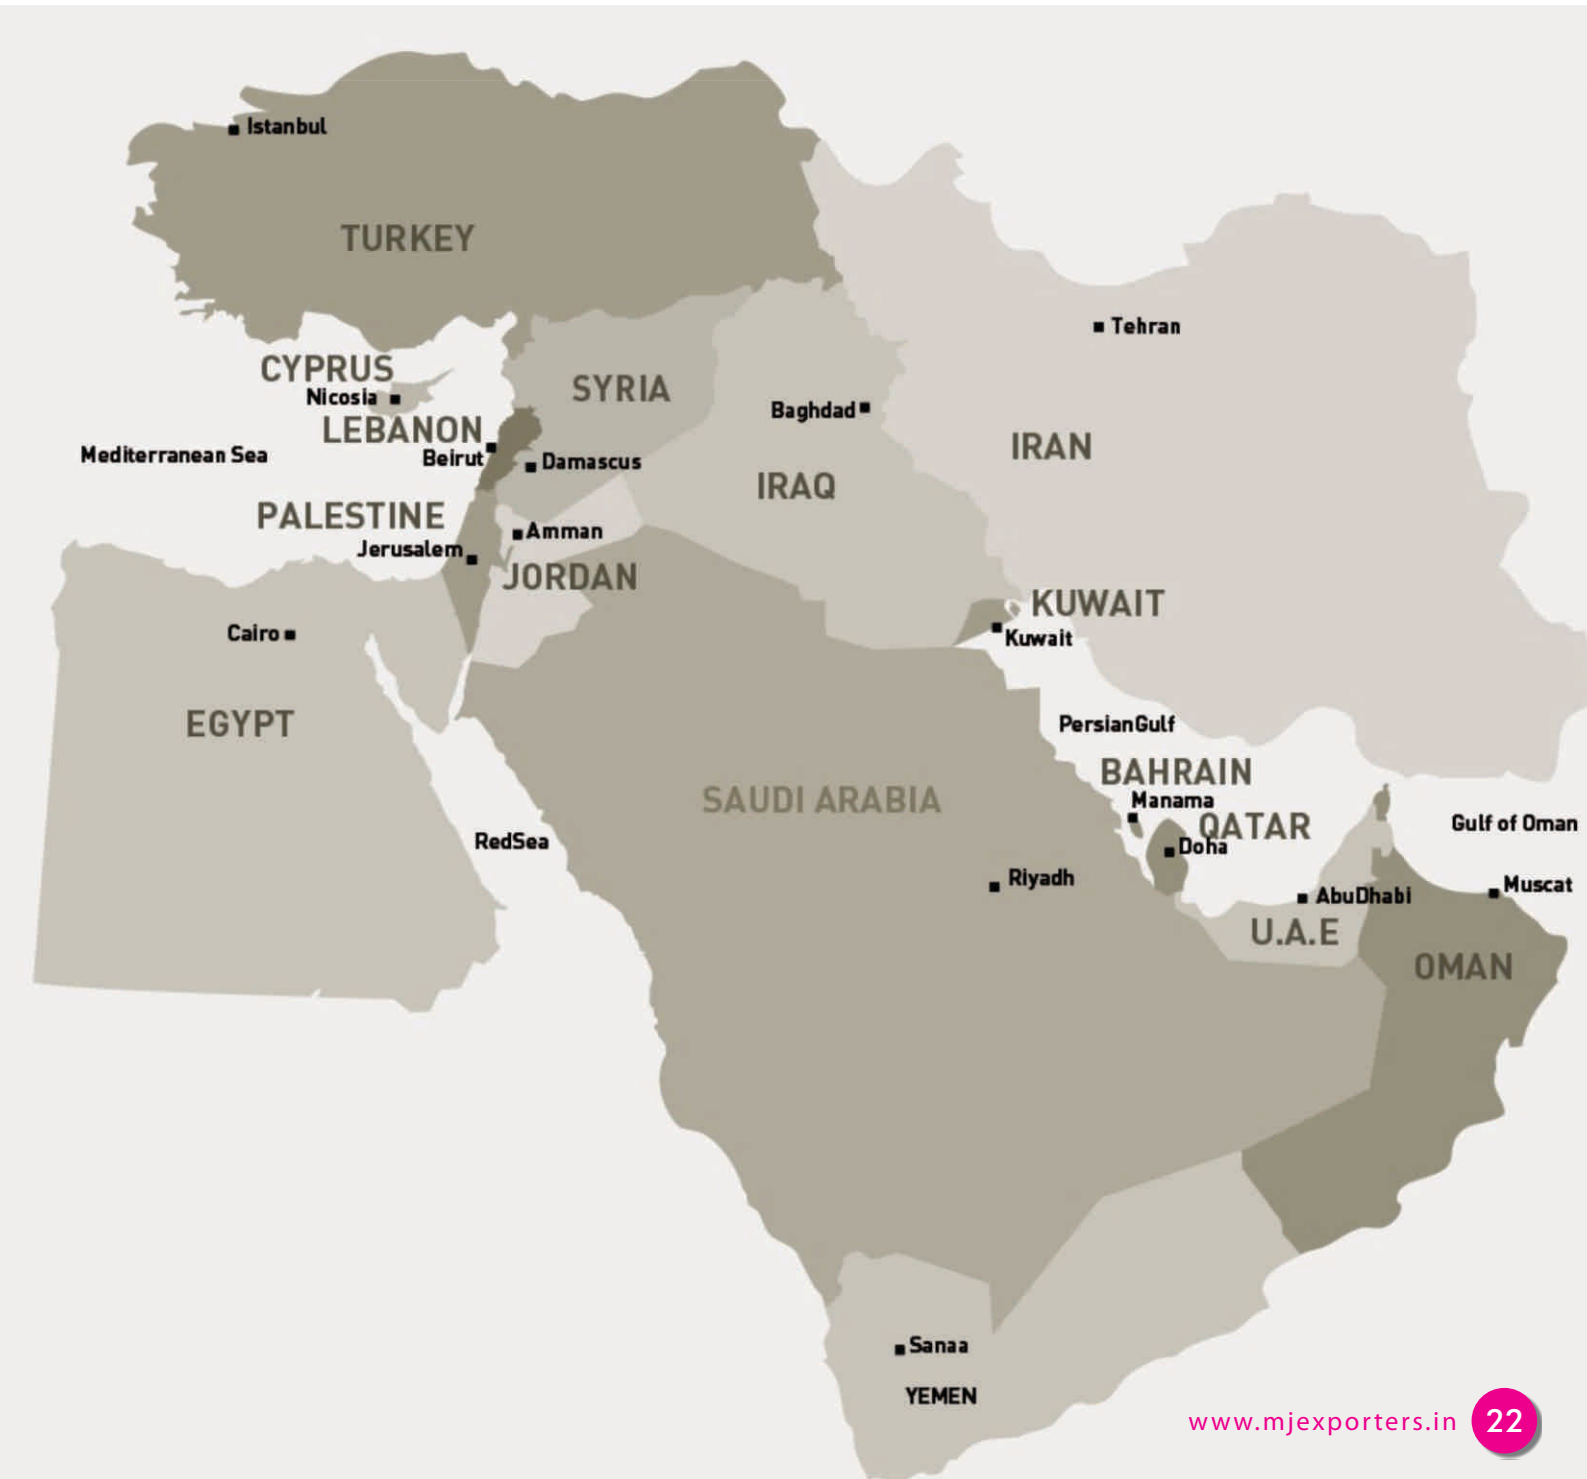 Istanbul
TURKEY
Tehran
CYPRUS
Nicosia
SYRIA
Baghdad
LEBANON
Beirut
IRAN
Mediterranean Sea
Damascus
IRAQ
PALESTINE
Amman
Jerusalem
JORDAN
KUWAIT
Kuwait
Cairo
EGYPT
PersianGulf
BAHRAIN
Manama
SAUDI ARABIA
QATAR
Doha
Gulf of Oman
RedSea
Riyadh
AbuDhabi
Muscat
U.A.E
OMAN
Sanaa
YEMEN
www.mjexporters.in 22